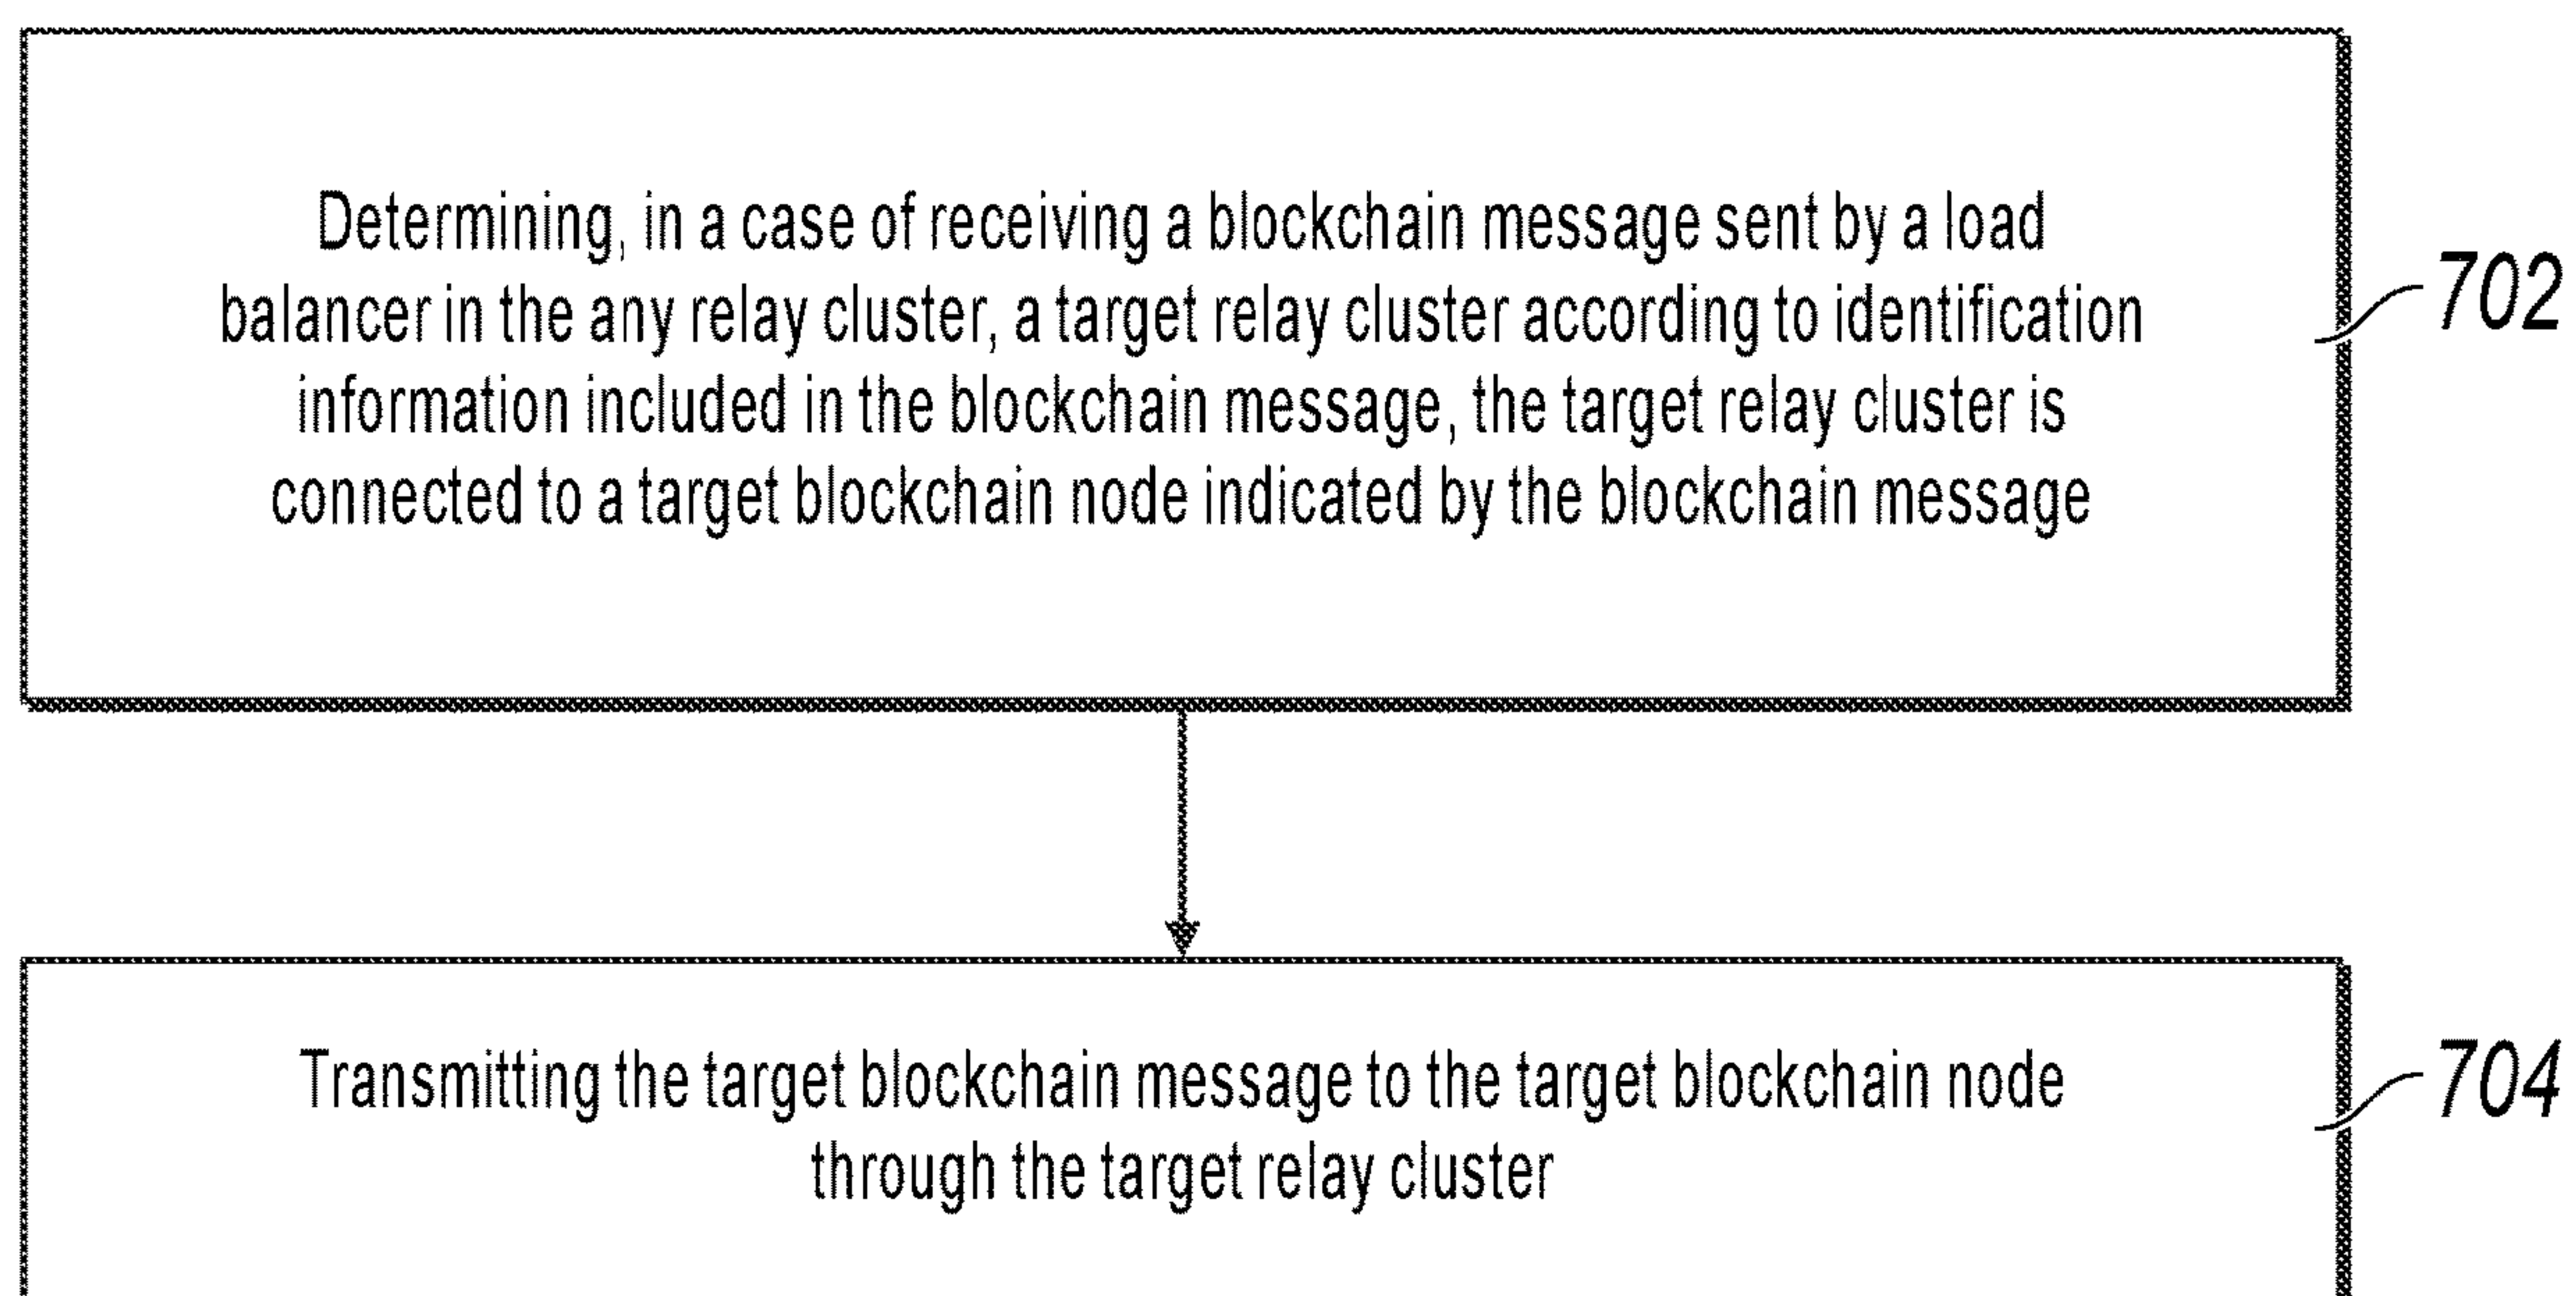 Determining, in a case of receiving a blockchain message sent by a load
balancer in the any relay cluster, a target relay cluster according to identification
information included in the blockchain message, the target relay cluster is
connected to a target blockchain node indicated by the blockchain message
702
Transmitting the target blockchain message to the target blockchain node
through the target relay cluster
704